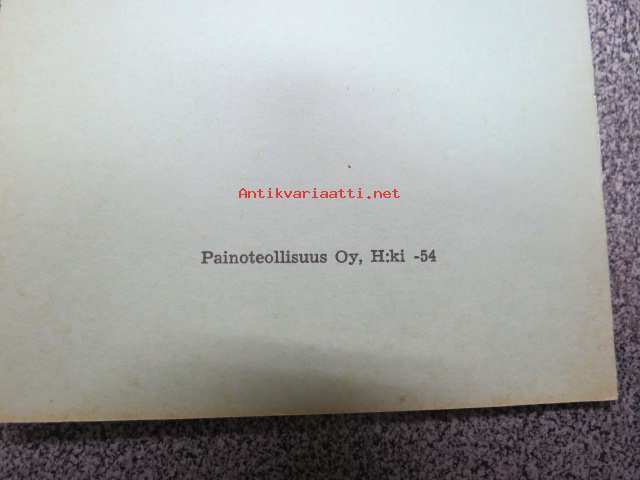 Antikvariaatti.net
Painoteollisuus Oy, H:ki -54